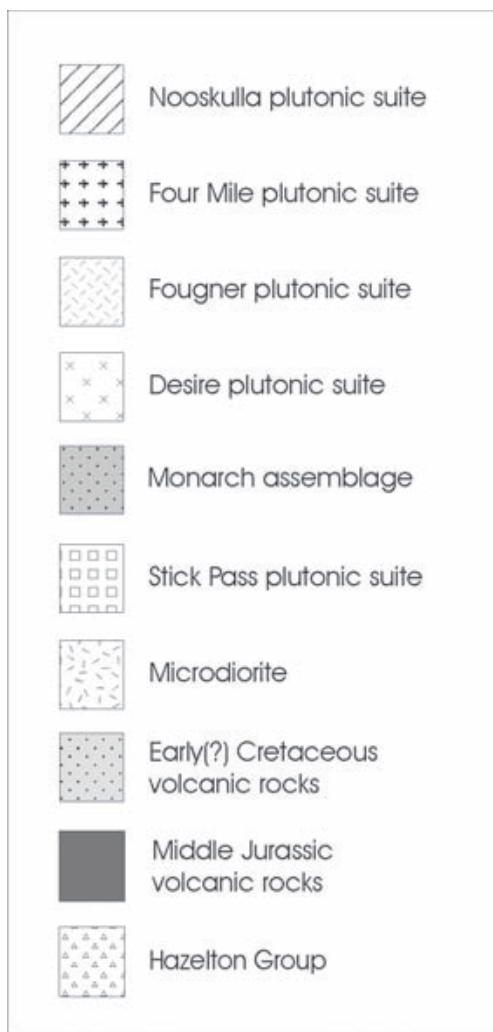 Nooskulla plutonic suite
Four Mile plutonic suite
Fougner plutonic suite
Desire plutonic suite
Monarch assemblage
Stick Pass plutonic suite
Microdiorite
Early(?) Cretaceous
volcanic rocks
Middle Jurassic
volcanic rocks
Hazelton Group